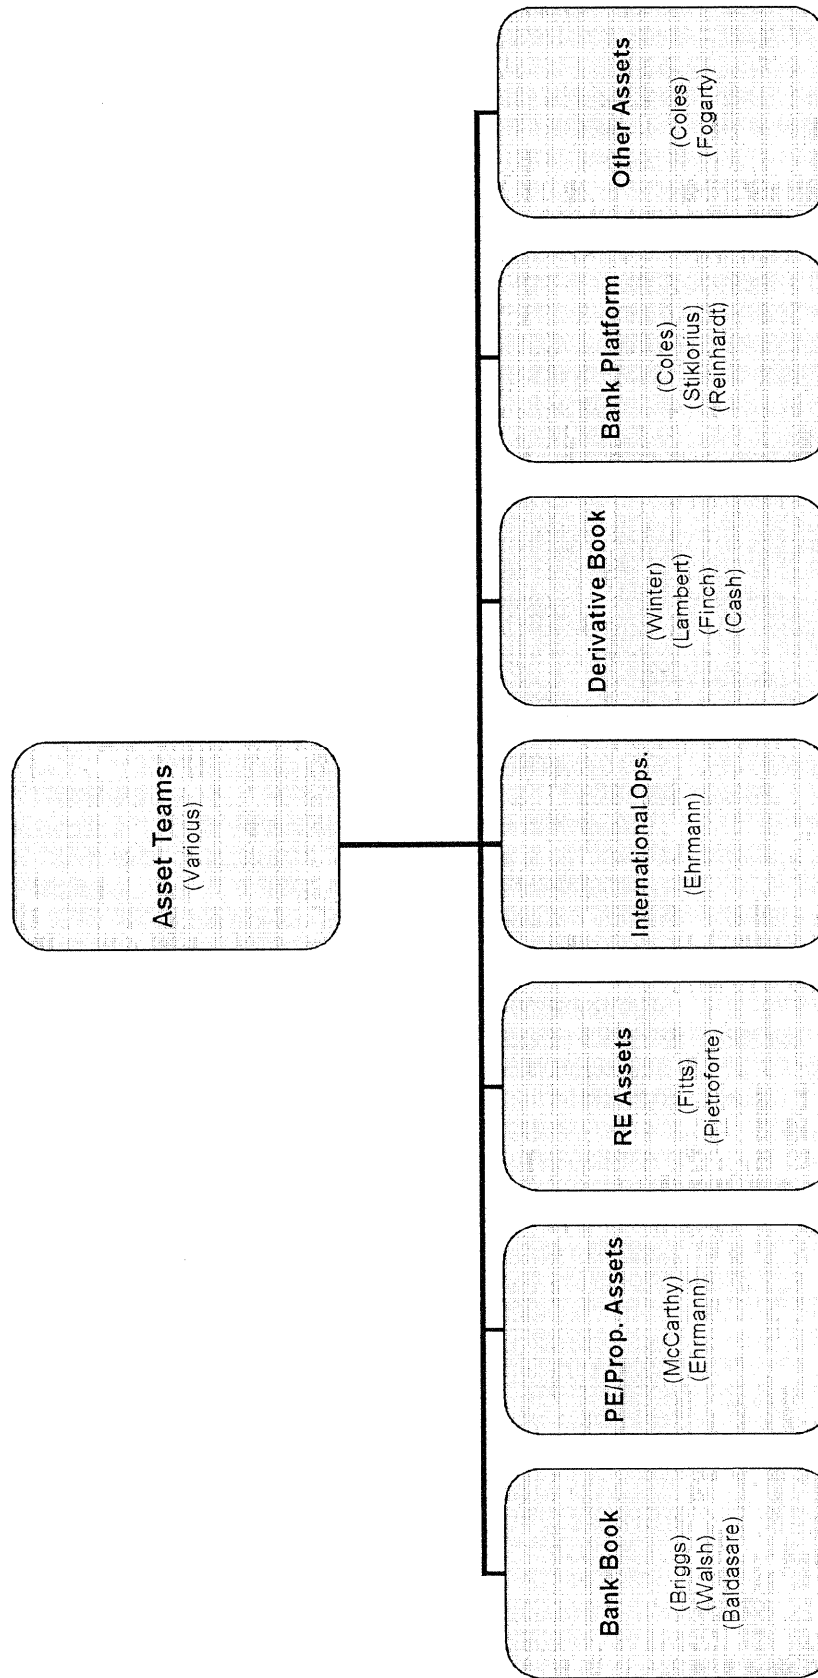 Asset Teams
(Various)
Bank Book
(Briggs)
(Walsh)
(Baldasare)
PE/Prop. Assets
(McCarthy)
(Ehrmann)
RE Assets
(Fitts)
(Pietroforte)
International Ops.
(Ehrmann)
Derivative Book
(Winter)
(Lambert)
(Finch)
(Cash)
Bank Platform
(Coles)
(Stiklorius)
(Reinhardt)
Other Assets
(Coles)
(Fogarty)